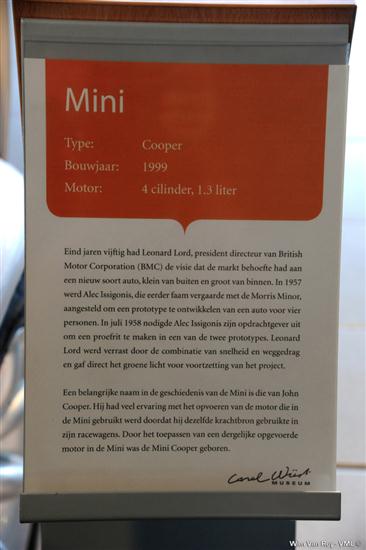 Mini
Type: Cooper
Bouwjaar: 1999
Motor: 4 cilinder, 1.3 liter
Eind jaren vijftig had Leonard Lord, president directeur van British
Motor Corporation (BMC) de visie dat de markt behoefte had aan
een nieuw soort auto, klein van buiten en groot van binnen. In 1957
werd Alec Issigonis, die eerder faam vergaarde met de Morris Minor,
aangesteld om een prototype te ontwikkelen van een auto voor vier
personen. In juli 1958 nodigde Alec Issigonis zijn opdrachtgever uit
om een proefrit te maken in een van de twee prototypes. Leonard
Lord werd verrast door de combinatie van snelheid en weggedrag
en gaf direct het groene licht voor voortzetting van het project.
Een belangrijke naam in de geschiedenis van de Mini is die van John
Cooper. Hij had veel ervaring met het opvoeren van de motor die in
de Mini gebruikt werd doordat hij dezelfde krachtbron gebruikte in
zijn racewagens. Door het toepassen van een dergelijke opgevoerde
motor in de Mini was de Mini Cooper geboren.
Carel Wüst
MUSEUM
Wim Van Roy - VML ©